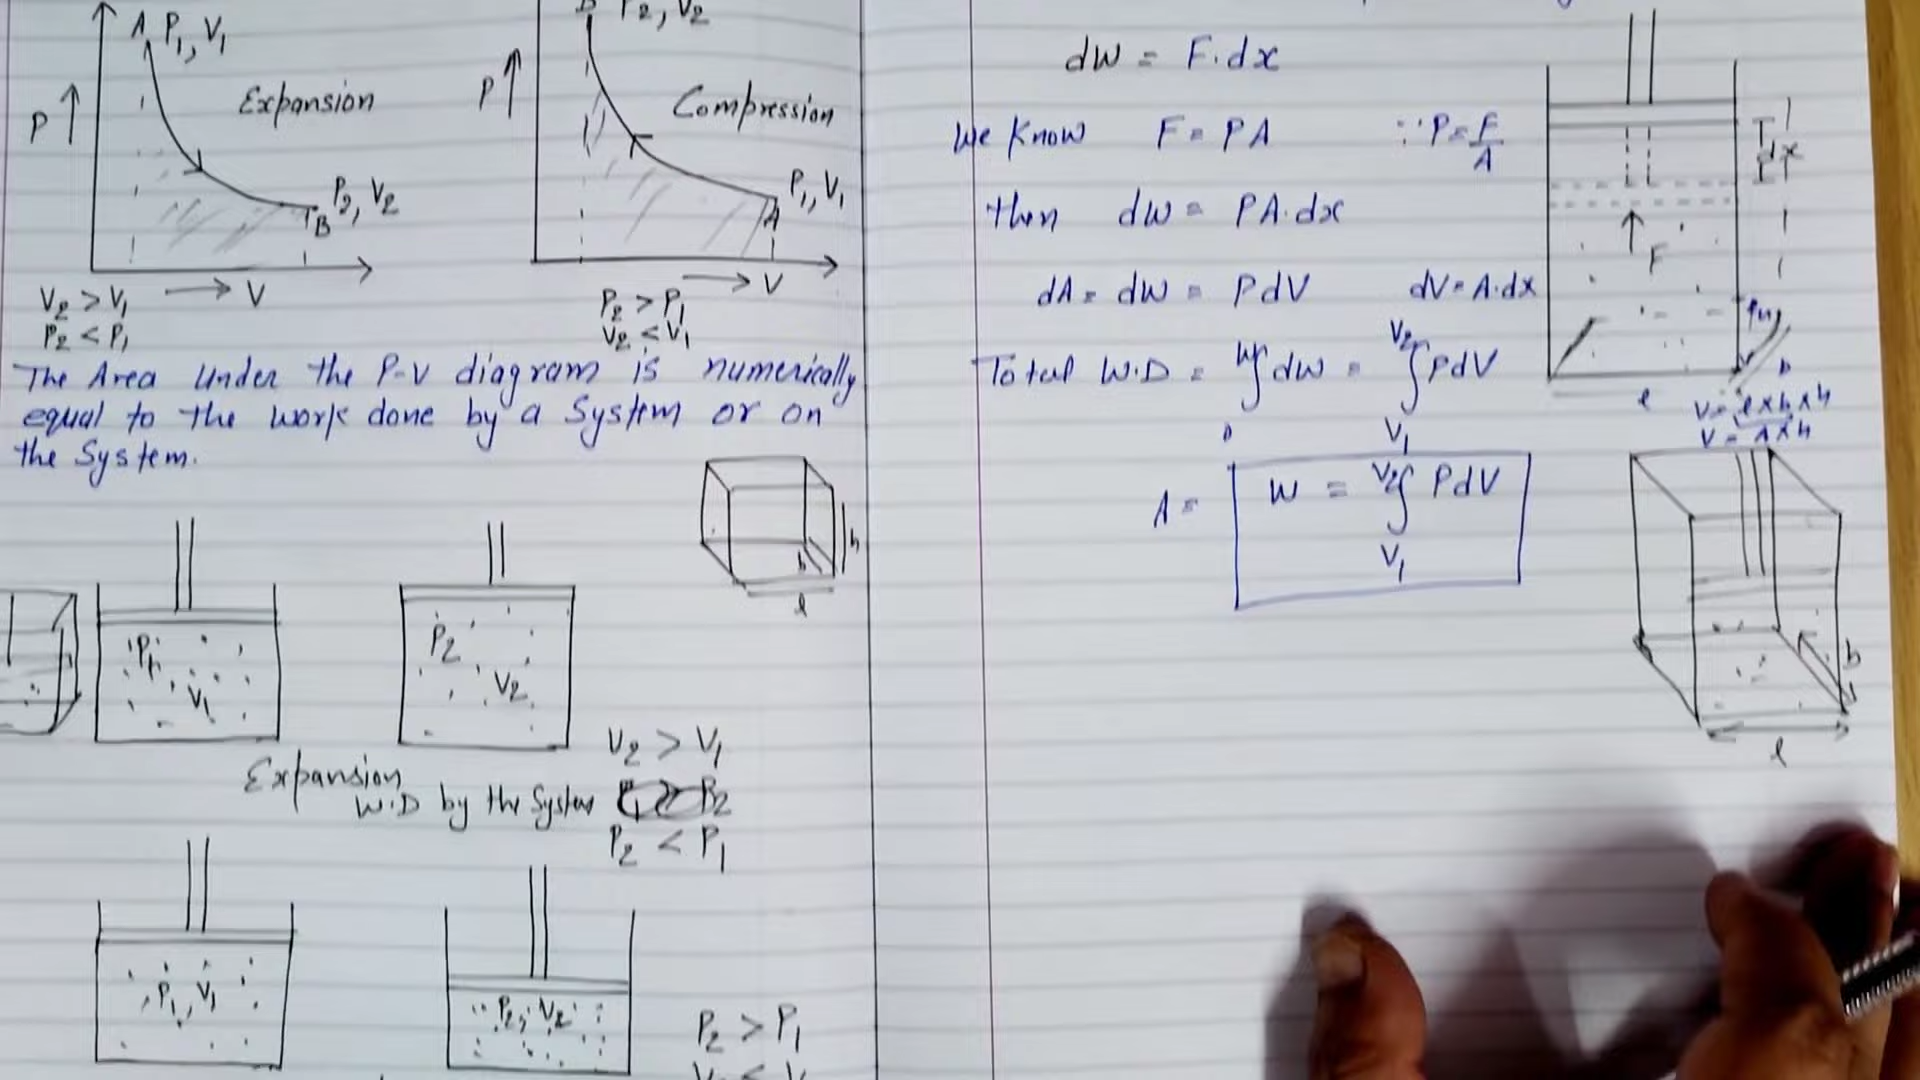 A P₁, V₁
P
Expansion
B P₂, V₂
V
V₂ > V₁
P₂ < P₁
P₂, V₂
P
Compression
P₁, V₁
A
V
P₂ > P₁
V₂ < V₁
The Area under the P-V diagram is numerically
equal to the work done by a System or on
the System.
b
h
l
P₁
V₁
P₂
V₂
Expansion
W.D by the System
V₂ > V₁
P₂ < P₁
P₁, V₁
P₂, V₂
P₂ > P₁
dW = F.dx
We Know F = PA ∵ P = F/A
then dW = PA.dx
dA = dW = PdV dV = A.dx
Total W.D = ∫dW = V₂∫PdV
V₁
A = W = V₂∫ PdV
V₁
dx
F
l
b
V = l x b x h
V = A x h
b
l